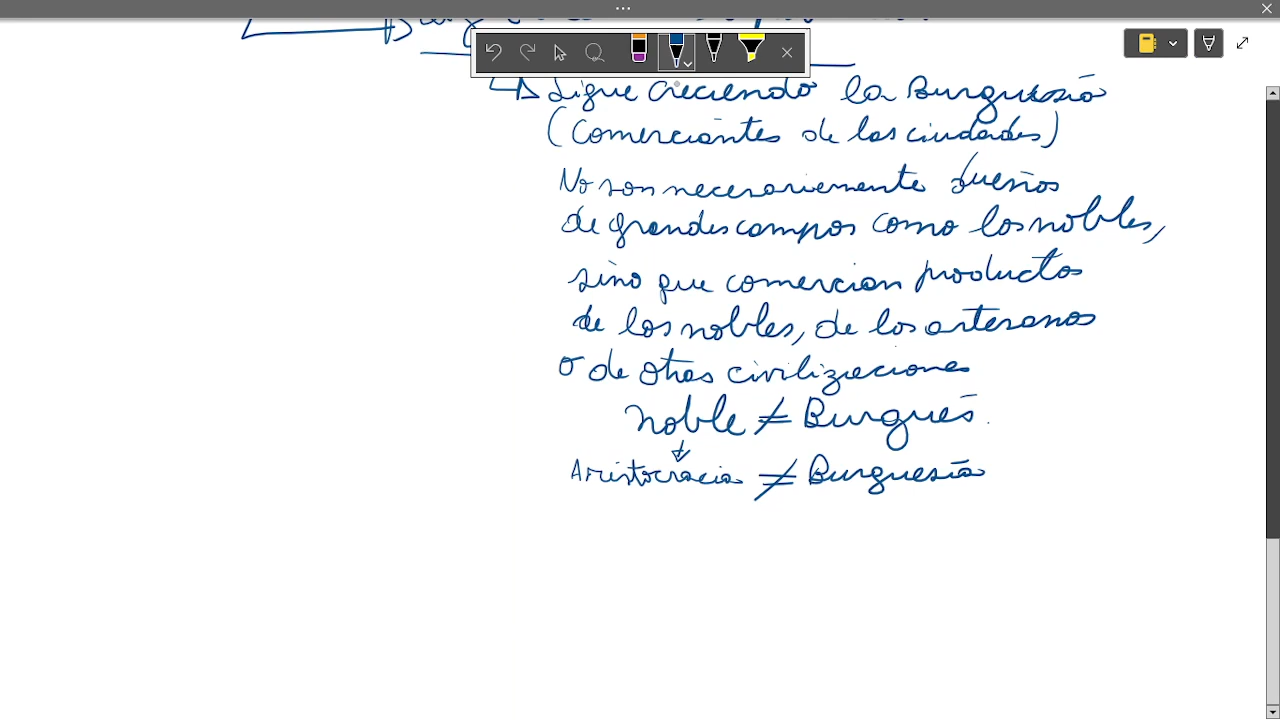 Sigue creciendo la Burguesía
(Comerciantes de las ciudades)
No son necesariamente dueños
de grandes campos como los nobles,
sino que comercian productos
de los nobles, de los artesanos
o de otras civilizaciones
noble ≠ Burgués.
Aristocracia ≠ Burguesía